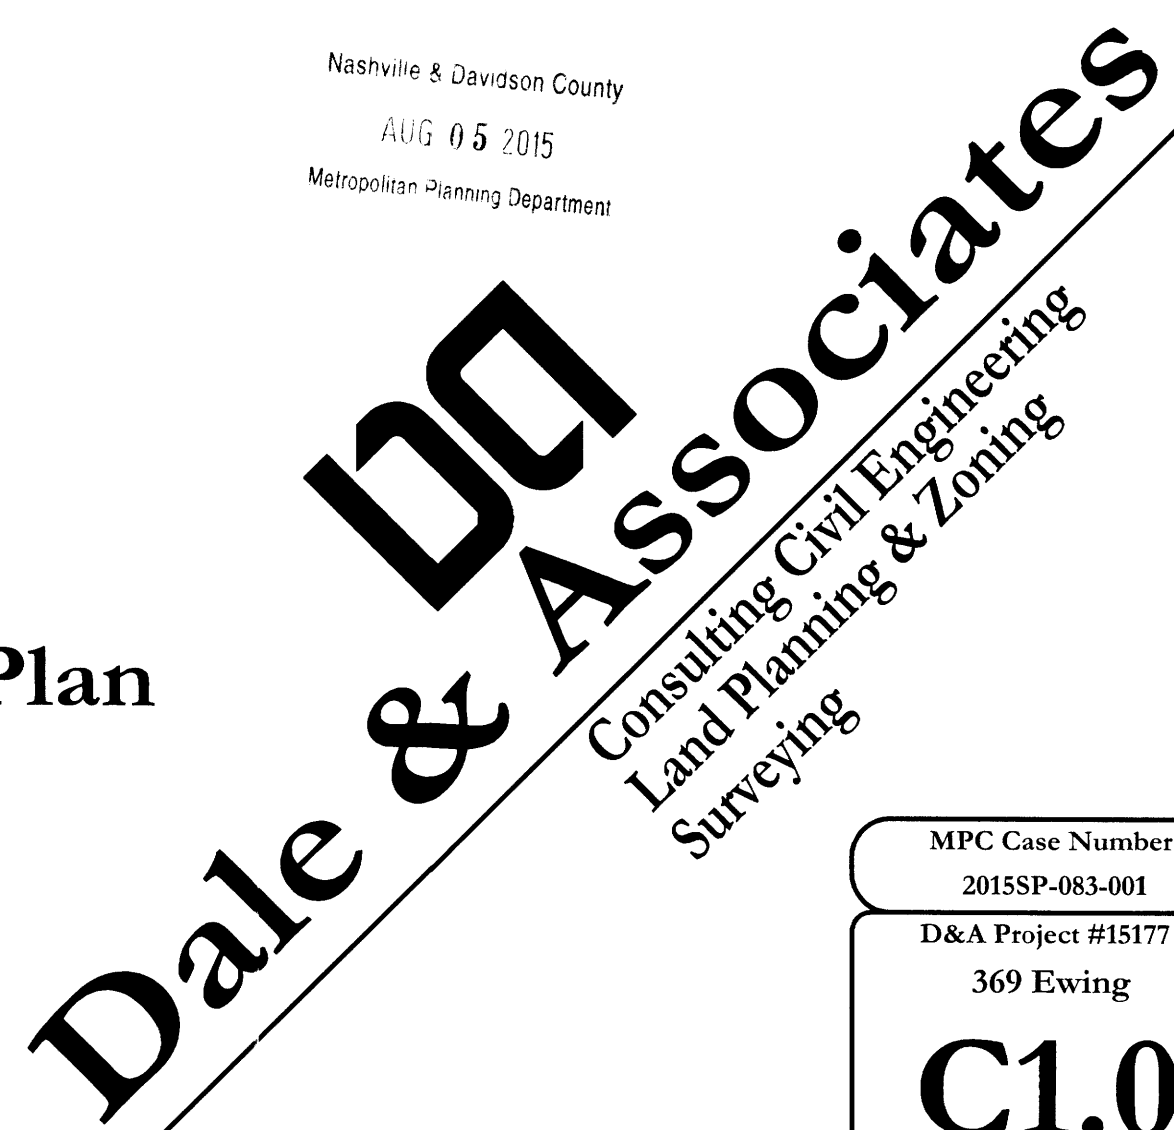 Nashville & Davidson County
AUG 05 2015
Metropolitan Planning Department
Plan
Dale & Associates
Consulting Civil Engineering
Land Planning & Zoning
Surveying
MPC Case Number
2015SP-083-001
D&A Project #15177
369 Ewing
C1.0